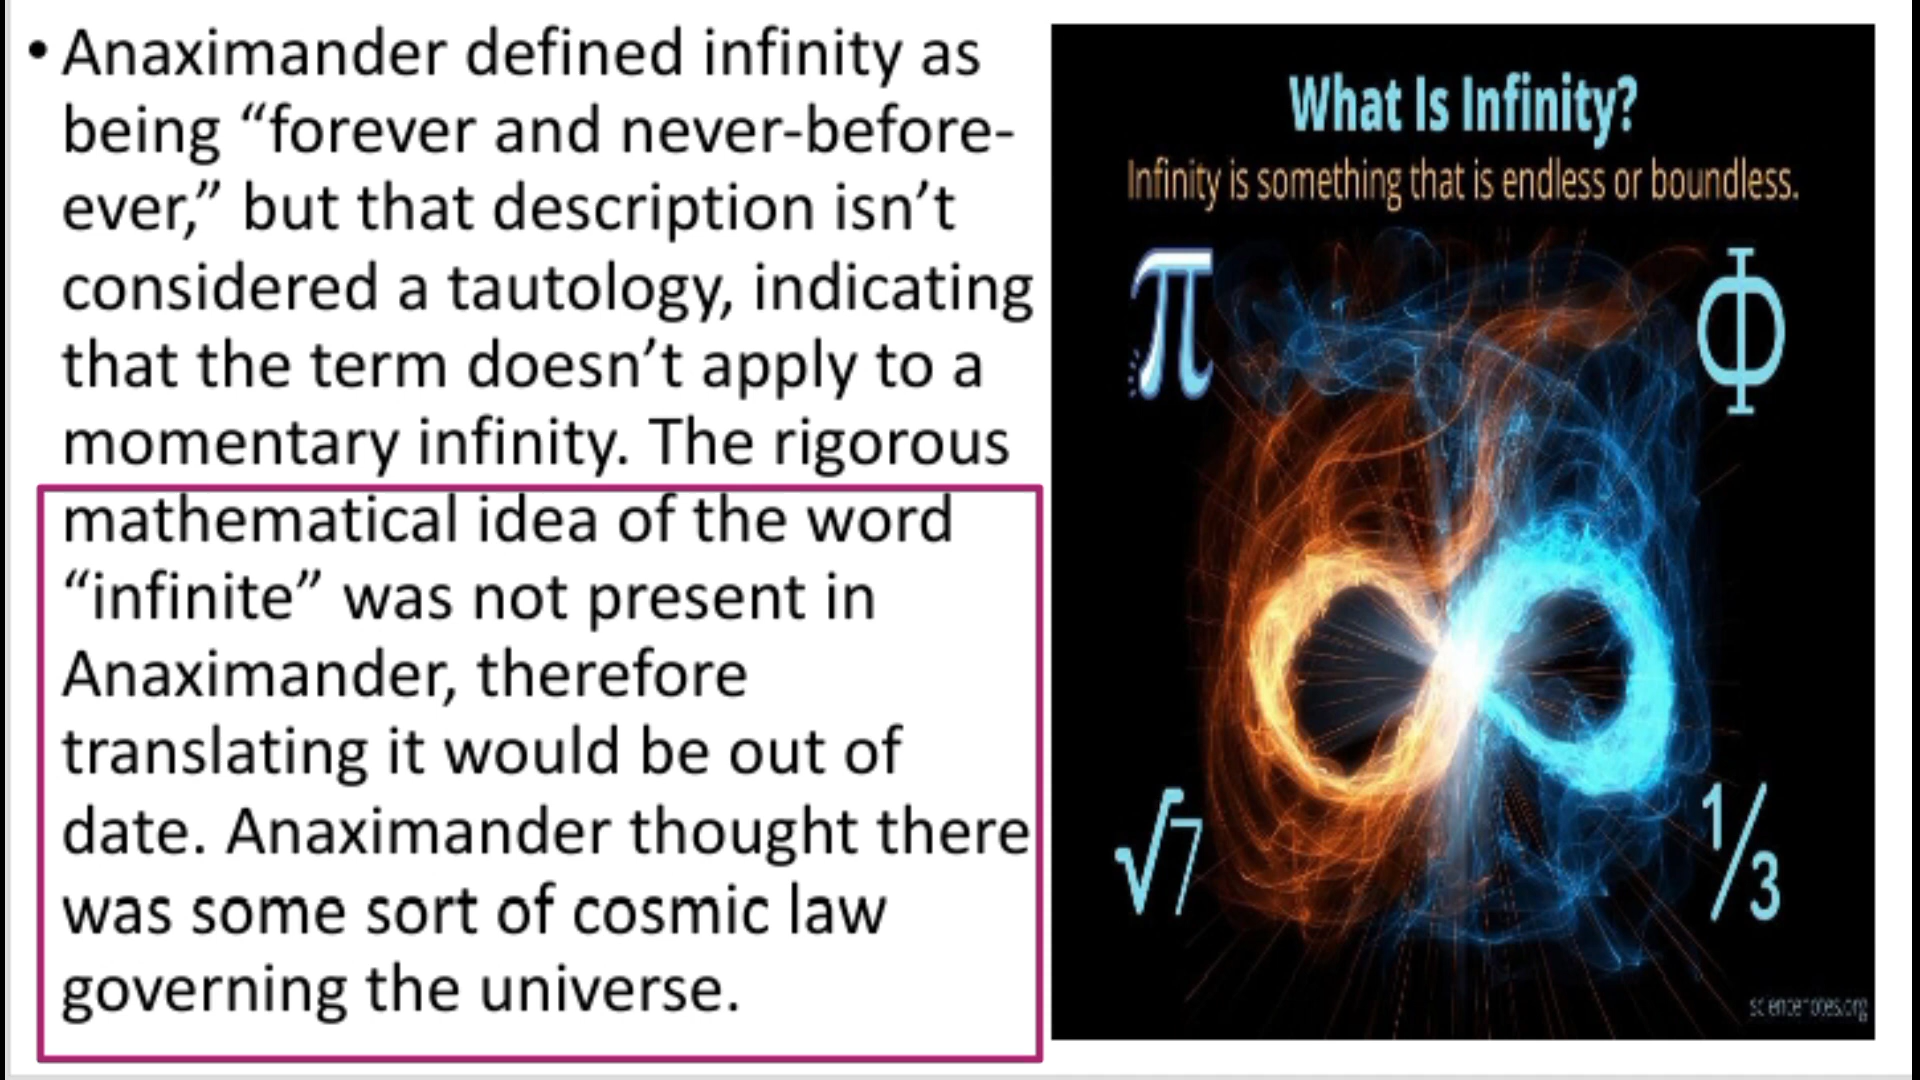 • Anaximander defined infinity as
being “forever and never-before-
ever,” but that description isn’t
considered a tautology, indicating
that the term doesn’t apply to a
momentary infinity. The rigorous
mathematical idea of the word
“infinite” was not present in
Anaximander, therefore
translating it would be out of
date. Anaximander thought there
was some sort of cosmic law
governing the universe.
What Is Infinity?
Infinity is something that is endless or boundless.
π
Φ
√7
1/3
sciencenotes.org